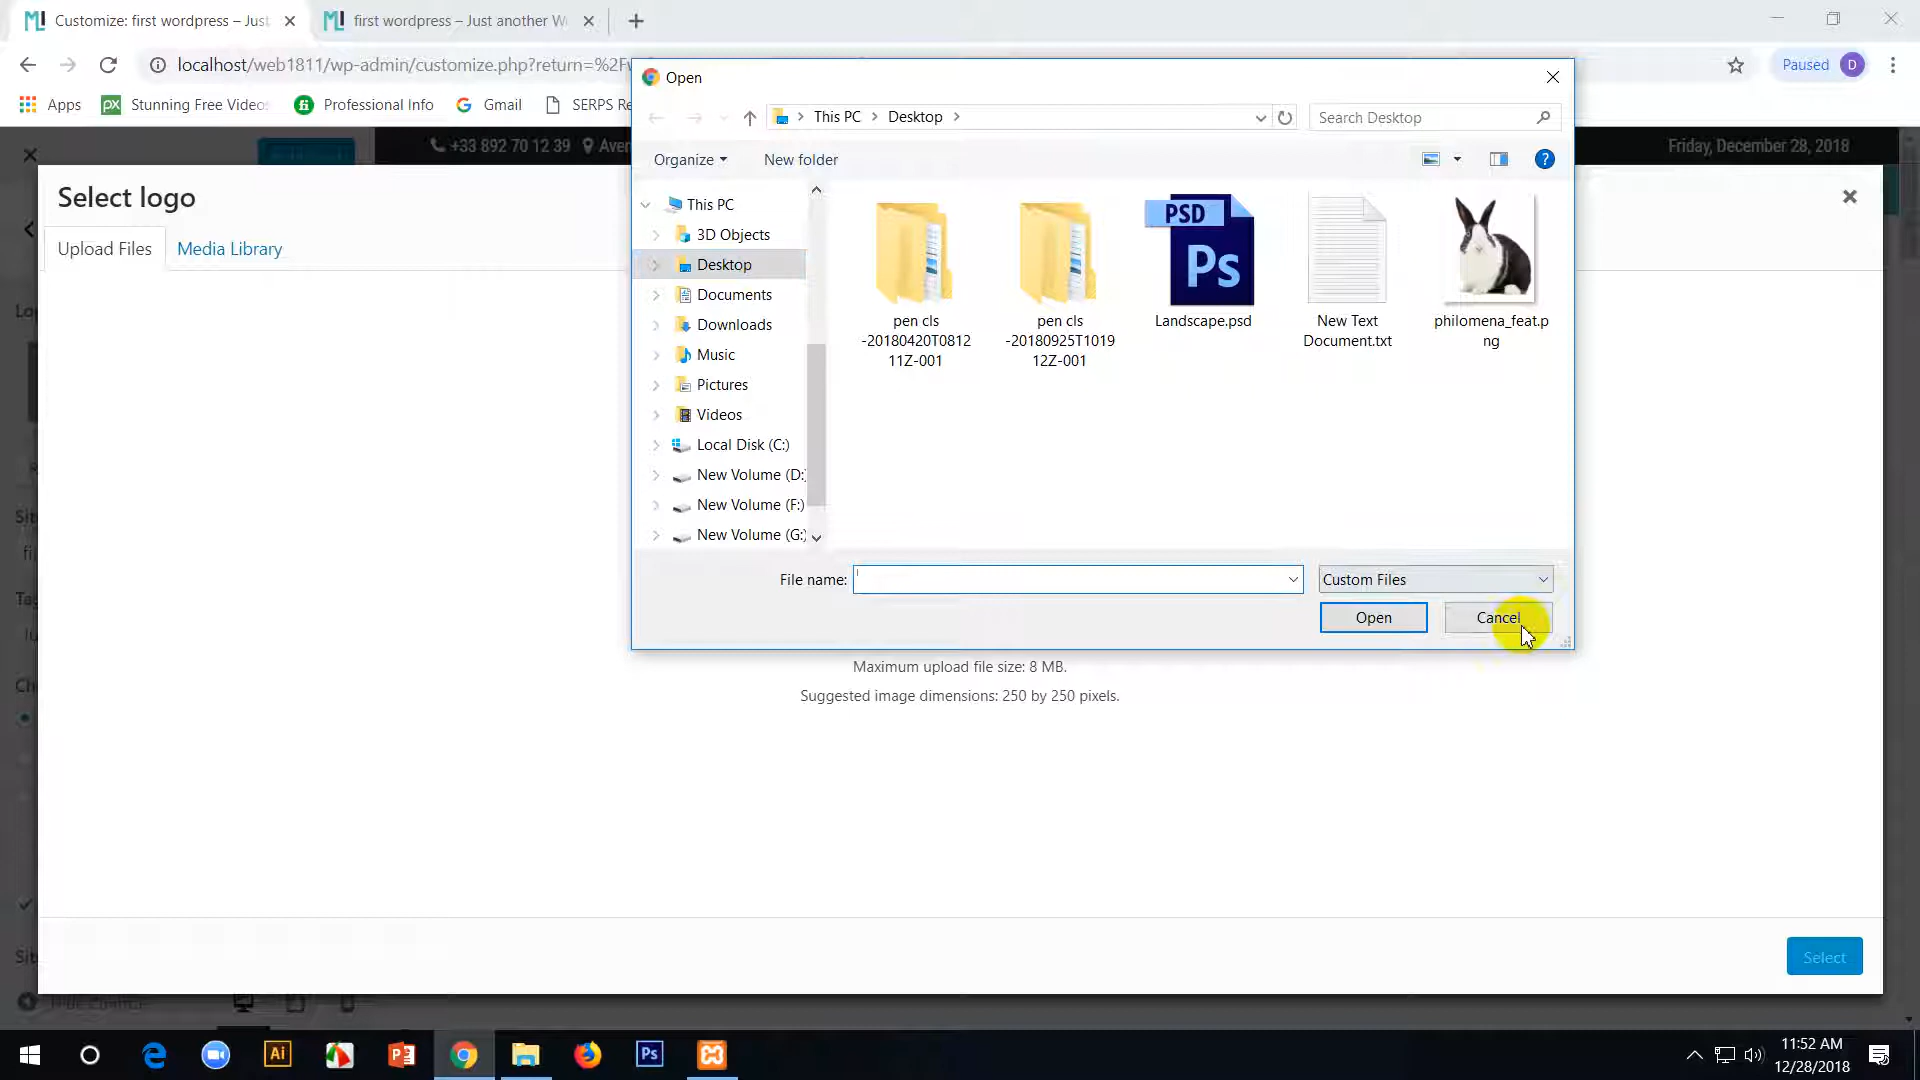 Customize: first wordpress – Just
first wordpress – Just another W
localhost/web1811/wp-admin/customize.php?return=%2F
Paused D
Apps
Stunning Free Videos
Professional Info
Gmail
SERPS Re
+33 892 70 12 39
Friday, December 28, 2018
Select logo
Upload Files
Media Library
Open
This PC
Desktop
Search Desktop
Organize
New folder
This PC
3D Objects
Desktop
Documents
Downloads
Music
Pictures
Videos
Local Disk (C:)
New Volume (D:)
New Volume (F:)
New Volume (G:)
pen cls
-20180420T0812
11Z-001
pen cls
-20180925T1019
12Z-001
PSD
Ps
Landscape.psd
New Text
Document.txt
philomena_feat.p
ng
File name:
Custom Files
Open
Cancel
Maximum upload file size: 8 MB.
Suggested image dimensions: 250 by 250 pixels.
Select
Ai
Ps
11:52 AM
12/28/2018